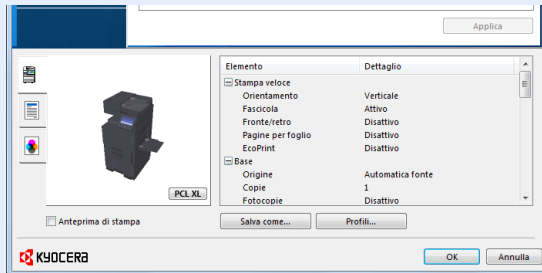 Applica
Elemento Dettaglio
Stampa veloce
Orientamento Verticale
Fascicola Attivo
Fronte/retro Disattivo
Pagine per foglio Disattivo
EcoPrint Disattivo
Base
Origine Automatica fonte
Copie 1
Fotocopie Disattivo
PCL XL
Anteprima di stampa Salva come... Profili...
KYOCERA OK Annulla